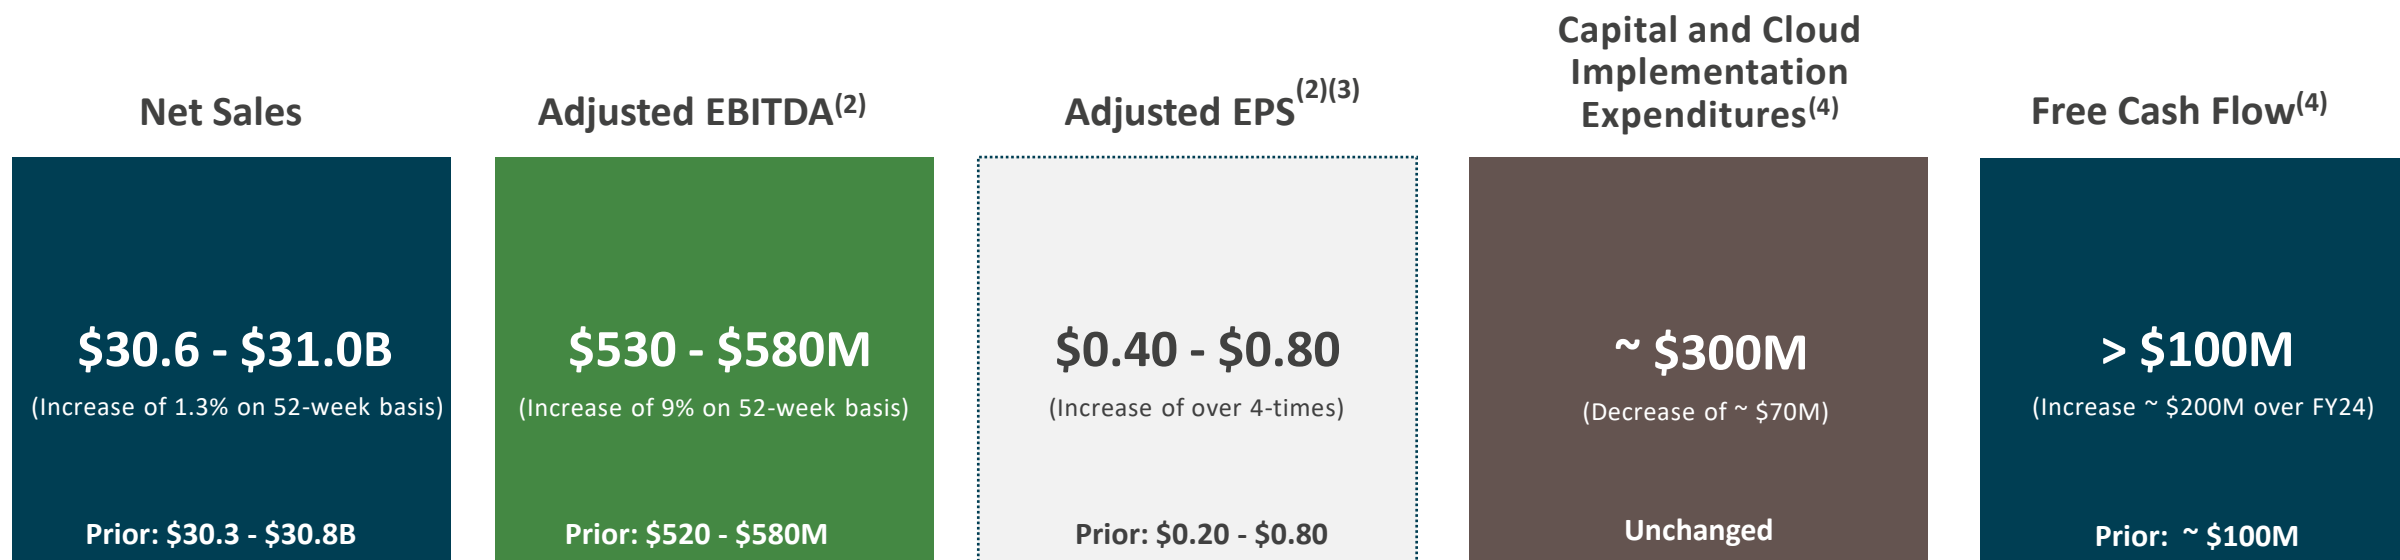 Net Sales
$30.6 - $31.0B
(Increase of 1.3% on 52-week basis)
Prior: $30.3 - $30.8B
Adjusted EBITDA(2)
$530 - $580M
(Increase of 9% on 52-week basis)
Prior: $520 - $580M
Adjusted EPS(2)(3)
$0.40 - $0.80
(Increase of over 4-times)
Prior: $0.20 - $0.80
Capital and Cloud
Implementation
Expenditures(4)
~ $300M
(Decrease of ~ $70M)
Unchanged
Free Cash Flow(4)
> $100M
(Increase ~ $200M over FY24)
Prior: ~ $100M